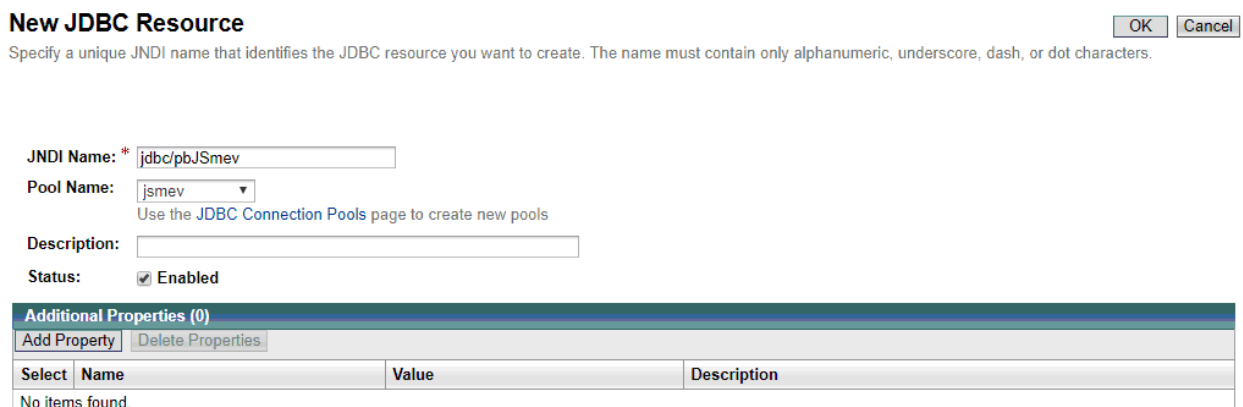 New JDBC Resource
OK Cancel
Specify a unique JNDI name that identifies the JDBC resource you want to create. The name must contain only alphanumeric, underscore, dash, or dot characters.
JNDI Name: * jdbc/pbJSmev
Pool Name: jsmev
Use the JDBC Connection Pools page to create new pools
Description:
Status: Enabled
Additional Properties (0)
Add Property Delete Properties
Select Name Value Description
No items found.